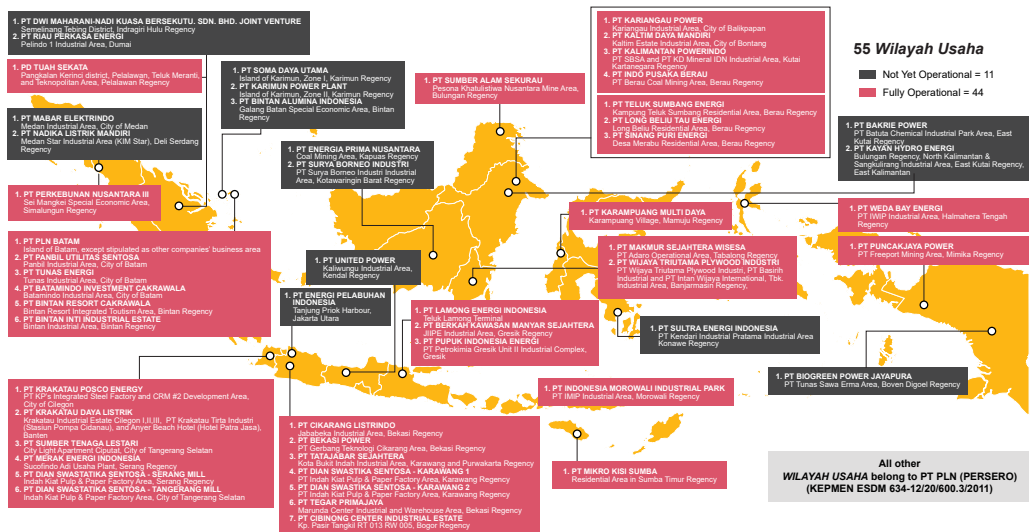 1. PT DWI MAHARANI-NADI KUASA BERSEKUTU. SDN. BHD. JOINT VENTURE
Semelinang Tebing District, Indragiri Hulu Regency
2. PT RIAU PERKASA ENERGI
Pelindo 1 Industrial Area, Dumai
1. PD TUAH SEKATA
Pangkalan Kerinci district, Pelalawan, Teluk Meranti,
and Teknopolitan Area, Pelalawan Regency
1. PT MABAR ELEKTRINDO
Medan Industrial Area, City of Medan
2. PT NADIKA LISTRIK MANDIRI
Medan Star Industrial Area (KIM Star), Deli Serdang
Regency
1. PT PERKEBUNAN NUSANTARA III
Sei Mangkei Special Economic Area,
Simalungun Regency
1. PT PLN BATAM
Island of Batam, except stipulated as other companies' business area
2. PT PANBIL UTILITAS SENTOSA
Panbil Industrial Area, City of Batam
3. PT TUNAS ENERGI
Tunas Industrial Area, City of Batam
4. PT BATAMINDO INVESTMENT CAKRAWALA
Batamindo Industrial Area, City of Batam
5. PT BINTAN RESORT CAKRAWALA
Bintan Resort Integrated Toutism Area, Bintan Regency
6. PT BINTAN INTI INDUSTRIAL ESTATE
Bintan Industrial Area, Bintan Regency
1. PT SOMA DAYA UTAMA
Island of Karimun, Zone I, Karimun Regency
2. PT KARIMUN POWER PLANT
Island of Karimun, Zone II, Karimun Regency
3. PT BINTAN ALUMINA INDONESIA
Galang Batan Special Economic Area, Bintan
Regency
1. PT ENERGIA PRIMA NUSANTARA
Coal Mining Area, Kapuas Regency
2. PT SURYA BORNEO INDUSTRI
PT Surya Borneo Industri Industrial
Area, Kotawaringin Barat Regency
1. PT SUMBER ALAM SEKURAU
Pesona Khatulistiwa Nusantara Mine Area,
Bulungan Regency
1. PT KARIANGAU POWER
Kariangau Industrial Area, City of Balikpapan
2. PT KALTIM DAYA MANDIRI
Kaltim Estate Industrial Area, City of Bontang
3. PT KALIMANTAN POWERINDO
PT SBSA and PT KD Mineral IDN Industrial Area, Kutai
Kartanegara Regency
4. PT INDO PUSAKA BERAU
PT Berau Coal Mining Area, Berau Regency
1. PT TELUK SUMBANG ENERGI
Kampung Teluk Sumbang Residential Area, Berau Regency
2. PT LONG BELIU TAU ENERGI
Long Beliu Residential Area, Berau Regency
3. PT SINANG PURI ENERGI
Desa Merabu Residential Area, Berau Regency
55 Wilayah Usaha
Not Yet Operational = 11
Fully Operational = 44
1. PT BAKRIE POWER
PT Batuta Chemical Industrial Park Area, East
Kutai Regency
2. PT KAYAN HYDRO ENERGY
Bulungan Regency, North Kalimantan &
Sangkulirang Industrial Area, East Kutai Regency,
East Kalimantan
1. PT WEDA BAY ENERGI
PT IWIP Industrial Area, Halmahera Tengah
Regency
1. PT PUNCAKJAYA POWER
PT Freeport Mining Area, Mimika Regency
1. PT KARAMPUANG MULTI DAYA
Karampuang Village, Mamuju Regency
1. PT MAKMUR SEJAHTERA WISESA
PT Adaro Operational Area, Tabalong Regency
2. PT WIJAYA TRIUTAMA PLYWOOD INDUSTRI
PT Wijaya Triutama Plywood Industri, PT Basirih
Industrial and PT Intan Wijaya International, Tbk.
Industrial Area, Banjarmasin Regency,
1. PT UNITED POWER
Kaliwungu Industrial Area,
Kendal Regency
1. PT ENERGI PELABUHAN
INDONESIA
Tanjung Priok Harbour,
Jakarta Utara
1. PT LAMONG ENERGI INDONESIA
Teluk Lamong Terminal
2. PT BERKAH KAWASAN MANYAR SEJAHTERA
JIIPE Industrial Area, Gresik Regency
3. PT PUPUK INDONESIA ENERGI
PT Petrokimia Gresik Unit II Industrial Complex,
Gresik
1. PT SULTRA ENERGI INDONESIA
PT Kendari Industrial Pratama Industrial Area
Konawe Regency
1. PT BIOGREEN POWER JAYAPURA
PT Tunas Sawa Erma Area, Boven Digoel Regency
1. PT INDONESIA MOROWALI INDUSTRIAL PARK
PT IMIP Industrial Area, Morowali Regency
1. PT MIKRO KISI SUMBA
Residential Area in Sumba Timur Regency
1. PT KRAKATAU POSCO ENERGY
PT KP's Integrated Steel Factory and CRM #2 Development Area,
City of Cilegon
2. PT KRAKATAU DAYA LISTRIK
Krakatau Industrial Estate Cilegon I,II,III, PT Krakatau Tirta Industri
(Stasiun Pompa Cidanau), and Anyer Beach Hotel (Hotel Patra Jasa),
Banten
3. PT SUMBER TENAGA LESTARI
City Light Apartment Ciputat, City of Tangerang Selatan
4. PT MERAK ENERGI INDONESIA
Sucofindo Adi Usaha Plant, Serang Regency
5. PT DIAN SWASTATIKA SENTOSA - SERANG MILL
Indah Kiat Pulp & Paper Factory Area, Serang Regency
6. PT DIAN SWASTATIKA SENTOSA - TANGERANG MILL
Indah Kiat Pulp & Paper Factory Area, City of Tangerang Selatan
1. PT CIKARANG LISTRINDO
Jababeka Industrial Area, Bekasi Regency
2. PT BEKASI POWER
PT Gerbang Teknologi Cikarang Area, Bekasi Regency
3. PT TATAJABAR SEJAHTERA
Kota Bukit Indah Industrial Area, Karawang and Purwakarta Regency
4. PT DIAN SWASTIKA SENTOSA - KARAWANG 1
PT Indah Kiat Pulp & Paper Factory Area, Karawang Regency
5. PT DIAN SWASTIKA SENTOSA - KARAWANG 2
PT Indah Kiat Pulp & Paper Factory Area, Karawang Regency
6. PT TEGAR PRIMAJAYA
Marunda Center Industrial and Warehouse Area, Bekasi Regency
7. PT CIBINONG CENTER INDUSTRIAL ESTATE
Kp. Pasir Tangkil RT 013 RW 005, Bogor Regency
All other
WILAYAH USAHA belong to PT PLN (PERSERO)
(KEPMEN ESDM 634-12/20/600.3/2011)